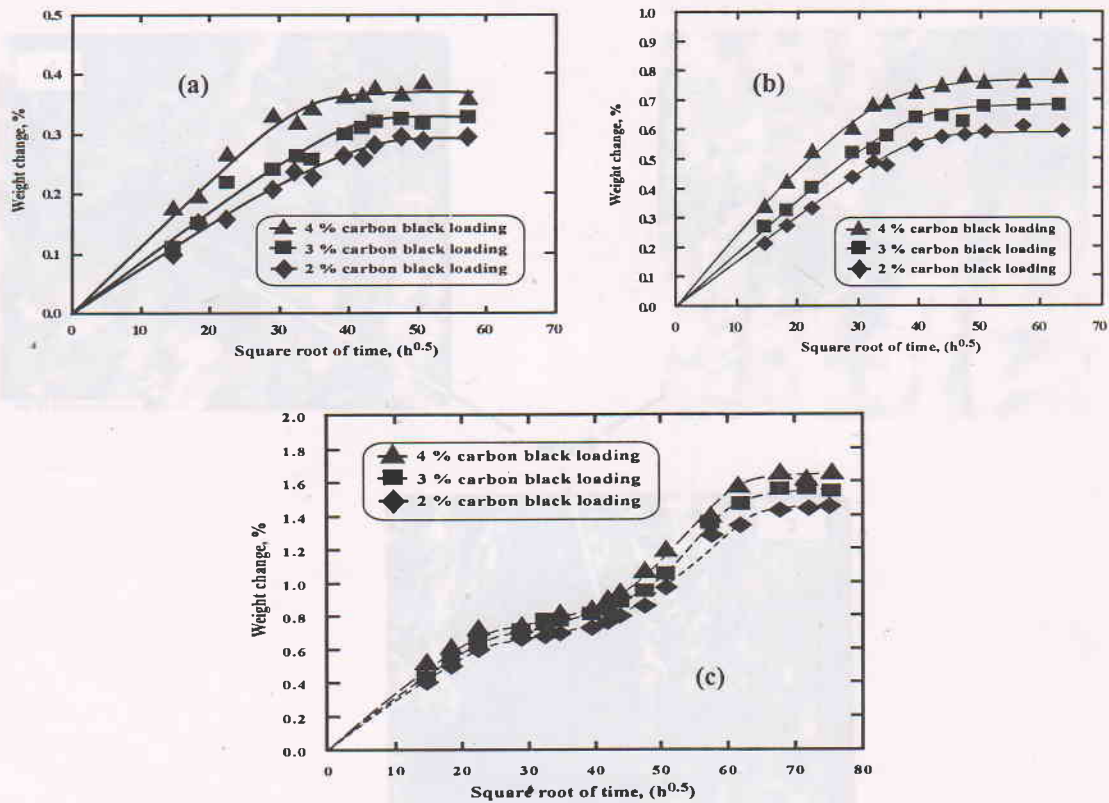 (a)
Weight change, %
0.5
0.4
0.3
0.2
0.1
0.0
0 10 20 30 40 50 60 70
Square root of time, (h0.5)
4 % carbon black loading
3 % carbon black loading
2 % carbon black loading
(b)
Weight change, %
1.0
0.9
0.8
0.7
0.6
0.5
0.4
0.3
0.2
0.1
0.0
0 10 20 30 40 50 60 70
Square root of time, (h0.5)
4 % carbon black loading
3 % carbon black loading
2 % carbon black loading
(c)
Weight change, %
2.0
1.8
1.6
1.4
1.2
1.0
0.8
0.6
0.4
0.2
0.0
0 10 20 30 40 50 60 70 80
Square root of time, (h0.5)
4 % carbon black loading
3 % carbon black loading
2 % carbon black loading